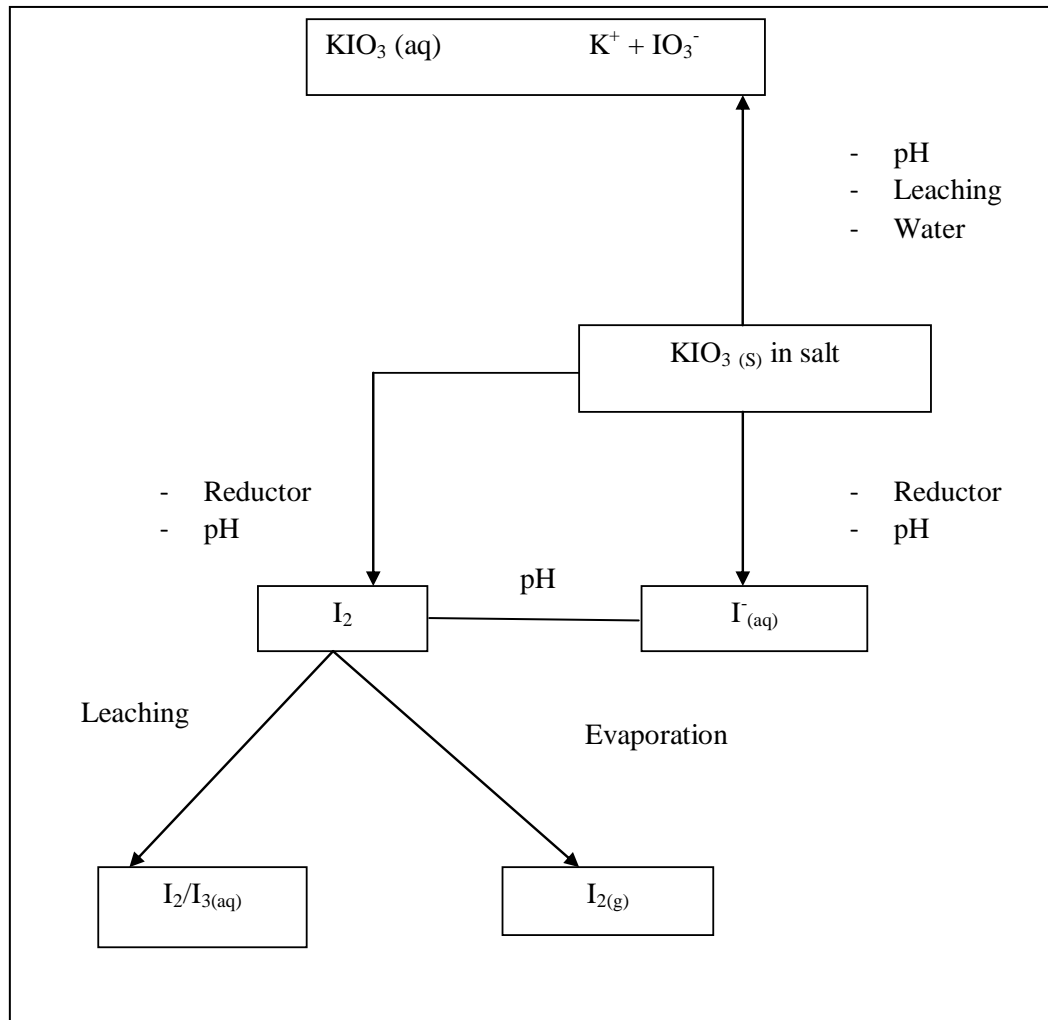 KIO₃ (aq) K⁺ + IO₃⁻
- pH
- Leaching
- Water
KIO₃ (S) in salt
- Reductor
- pH
- Reductor
- pH
pH
I₂
I⁻(aq)
Leaching
Evaporation
I₂/I₃(aq)
I₂(g)